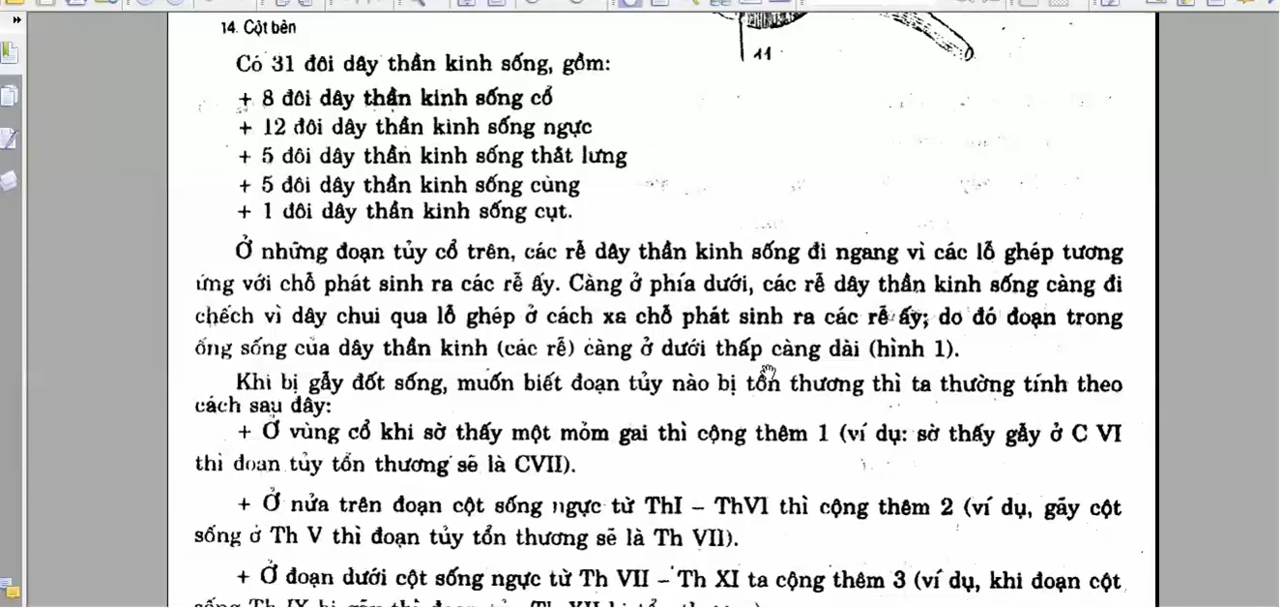 14. Cột bên
11
Có 31 đôi dây thần kinh sống, gồm:
+ 8 đôi dây thần kinh sống cổ
+ 12 đôi dây thần kinh sống ngực
+ 5 đôi dây thần kinh sống thắt lưng
+ 5 đôi dây thần kinh sống cùng
+ 1 đôi dây thần kinh sống cụt.
Ở những đoạn tủy cổ trên, các rễ dây thần kinh sống đi ngang vì các lỗ ghép tương
ứng với chỗ phát sinh ra các rễ ấy. Càng ở phía dưới, các rễ dây thần kinh sống càng đi
chếch vì dây chui qua lỗ ghép ở cách xa chỗ phát sinh ra các rễ ấy; do đó đoạn trong
ống sống của dây thần kinh (các rễ) càng ở dưới thấp càng dài (hình 1).
Khi bị gẫy đốt sống, muốn biết đoạn tủy nào bị tổn thương thì ta thường tính theo
cách sau đây:
+ Ở vùng cổ khi sờ thấy một mỏm gai thì cộng thêm 1 (ví dụ: sờ thấy gẫy ở C VI
thì đoạn tủy tổn thương sẽ là CVII).
+ Ở nửa trên đoạn cột sống ngực từ ThI – ThVI thì cộng thêm 2 (ví dụ, gãy cột
sống ở Th V thì đoạn tủy tổn thương sẽ là Th VII).
+ Ở đoạn dưới cột sống ngực từ Th VII – Th XI ta cộng thêm 3 (ví dụ, khi đoạn cột